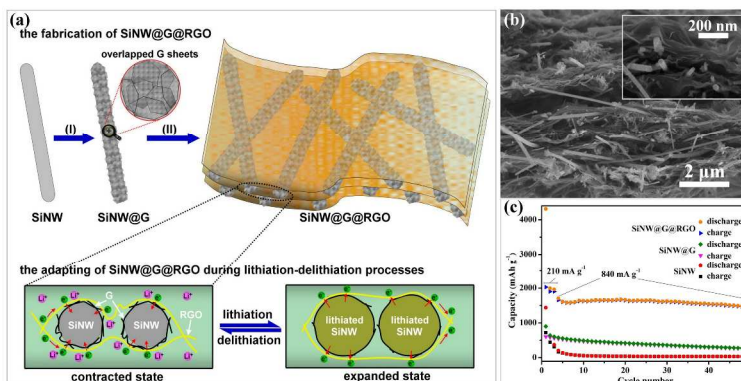 (a)
the fabrication of SiNW@G@RGO
overlapped G sheets
(I)
(II)
SiNW
SiNW@G
SiNW@G@RGO
the adapting of SiNW@G@RGO during lithiation-delithiation processes
Li+
e-
G
SiNW
SiNW
RGO
contracted state
lithiation
delithiation
lithiated
SiNW
lithiated
SiNW
expanded state
(b)
200 nm
2 μm
(c)
Capacity (mAh g-1)
4000
3000
2000
1000
0
210 mA g-1
840 mA g-1
SiNW@G@RGO
discharge
charge
SiNW@G
discharge
charge
SiNW
discharge
charge
0
10
20
30
40
Cycle number